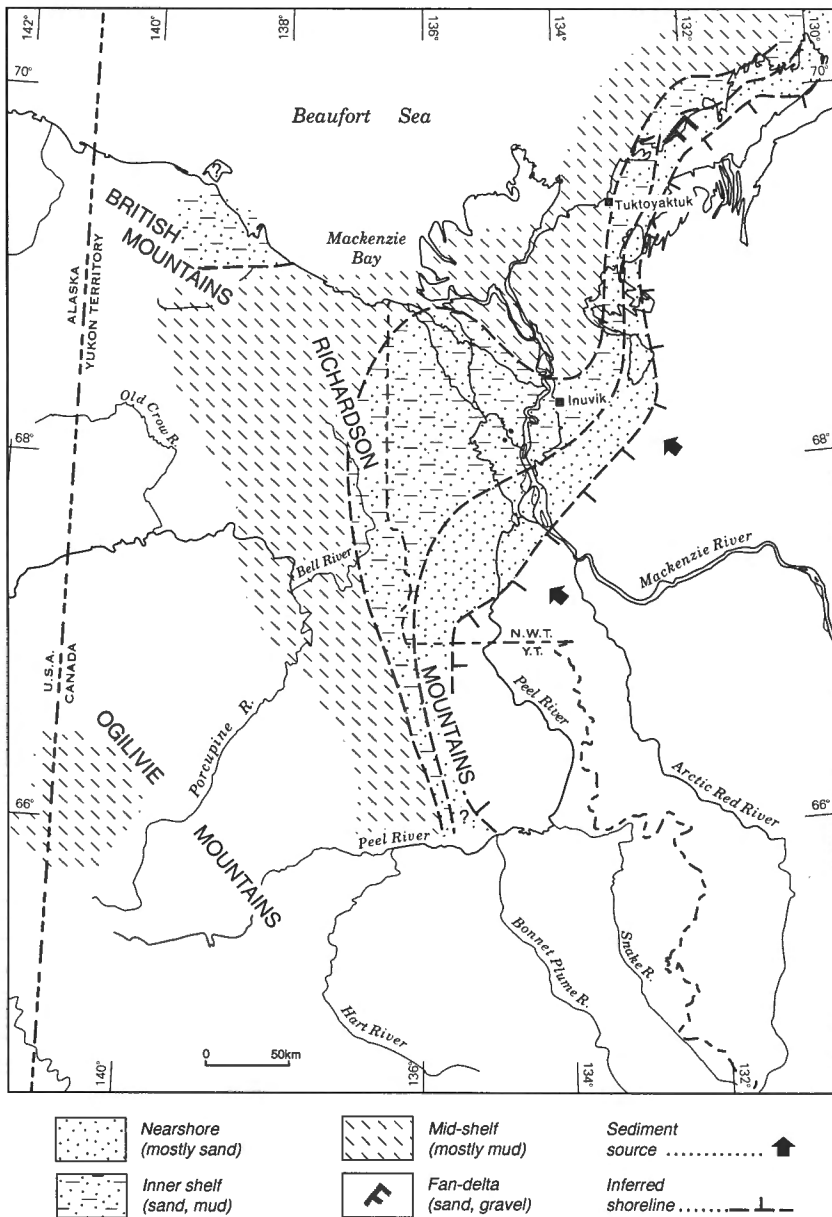 142°
140°
138°
136°
134°
132°
130°
70°
70°
Beaufort Sea
Tuktoyaktuk
BRITISH
MOUNTAINS
Mackenzie
Bay
ALASKA
YUKON TERRITORY
RICHARDSON
Inuvik
Old Crow R.
68°
68°
Bell River
Mackenzie River
N.W.T.
Y.T.
U.S.A.
CANADA
MOUNTAINS
Peel River
OGILIVIE
Porcupine R.
Arctic Red River
66°
66°
?
Peel River
MOUNTAINS
Bonnet Plume R.
Snake R.
Hart River
0 50km
140°
136°
134°
132°
Nearshore
(mostly sand)
Mid-shelf
(mostly mud)
Sediment
source
Inner shelf
(sand, mud)
Fan-delta
(sand, gravel)
Inferred
shoreline